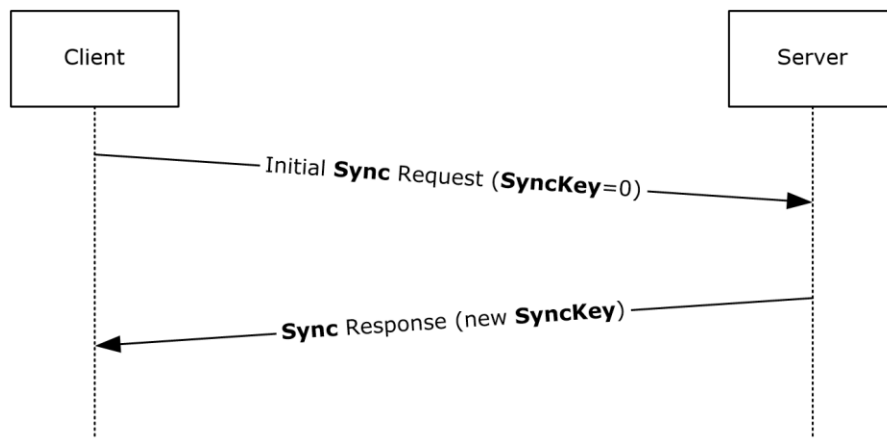 Client
Server
Initial Sync Request (SyncKey=0)
Sync Response (new SyncKey)